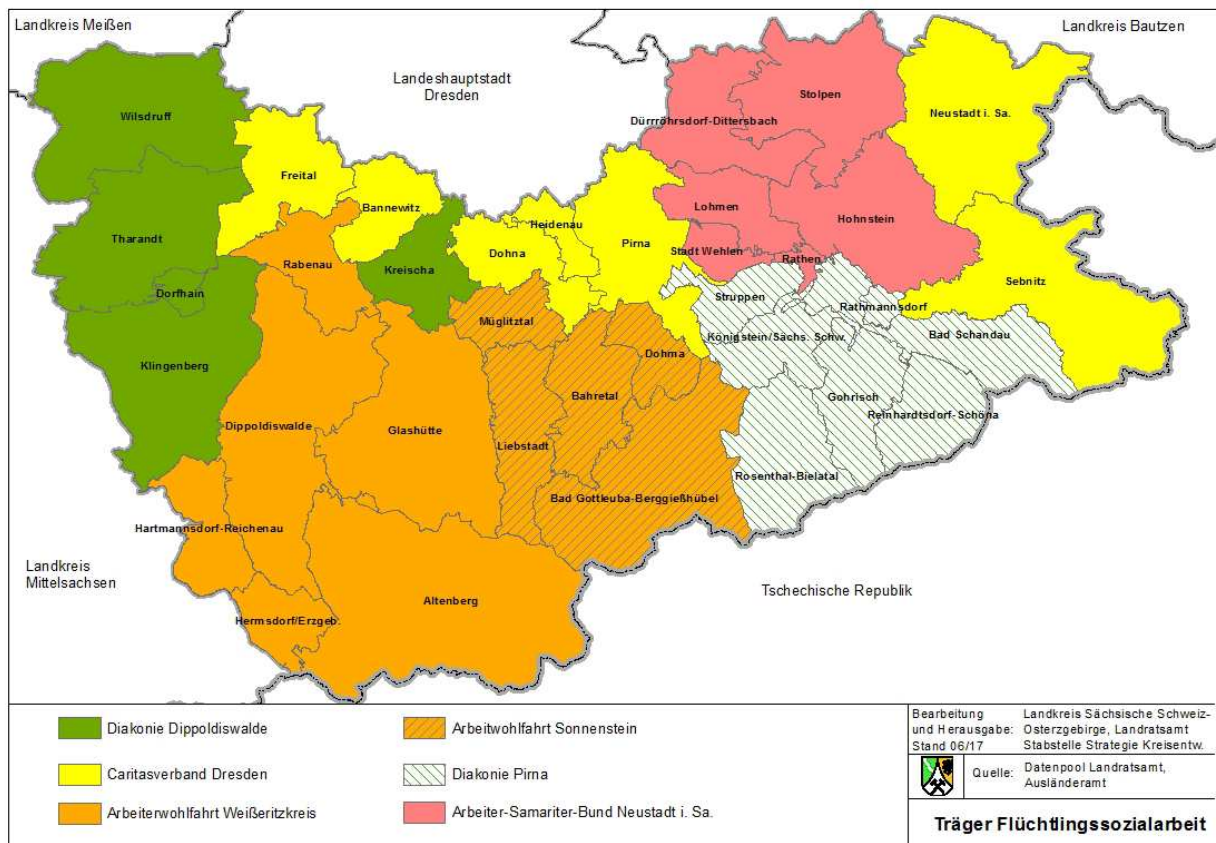 Landkreis Meißen
Landkreis Bautzen
Landeshauptstadt
Dresden
Wilsdruff
Stolpen
Neustadt i. Sa.
Dürrröhrsdorf-Dittersbach
Freital
Bannewitz
Lohmen
Hohnstein
Heidenau
Tharandt
Pirna
Dohna
Stadt Wehlen
Rathen
Rabenau
Kreischa
Sebnitz
Dorfhain
Struppen
Rathmannsdorf
Müglitztal
Königstein/Sächs. Schw.
Bad Schandau
Dohma
Klingenberg
Bahretal
Gohrisch
Reinhardtsdorf-Schöna
Dippoldiswalde
Glashütte
Liebstadt
Rosenthal-Bielatal
Bad Gottleuba-Berggießhübel
Hartmannsdorf-Reichenau
Landkreis
Mittelsachsen
Tschechische Republik
Altenberg
Hermsdorf/Erzgeb.
Diakonie Dippoldiswalde
Caritasverband Dresden
Arbeiterwohlfahrt Weißeritzkreis
Arbeitwohlfahrt Sonnenstein
Diakonie Pirna
Arbeiter-Samariter-Bund Neustadt i. Sa.
Bearbeitung Landkreis Sächsische Schweiz-
und Herausgabe: Osterzgebirge, Landratsamt
Stand 06/17 Stabstelle Strategie Kreisentw.
Quelle: Datenpool Landratsamt,
Ausländeramt
Träger Flüchtlingssozialarbeit